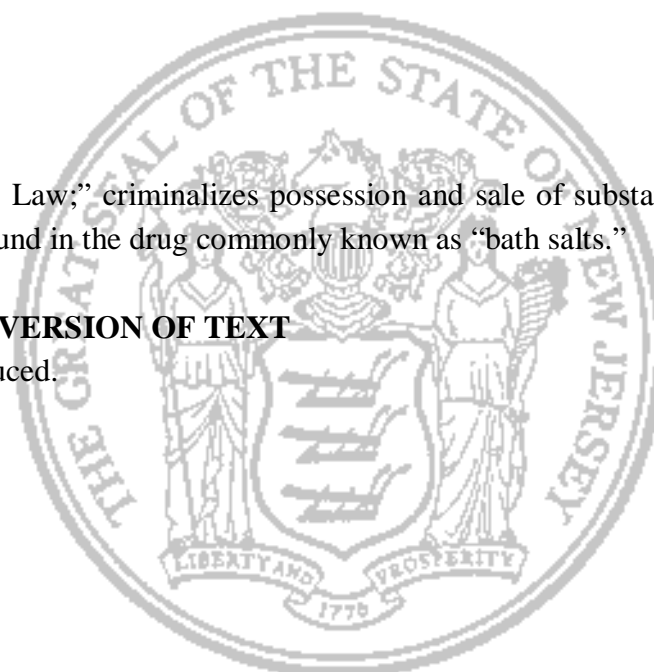 THE GREAT SEAL OF THE STATE OF NEW JERSEY
Law;” criminalizes possession and sale of substa
und in the drug commonly known as “bath salts.”
VERSION OF TEXT
uced.
LIBERTY AND PROSPERITY
1776